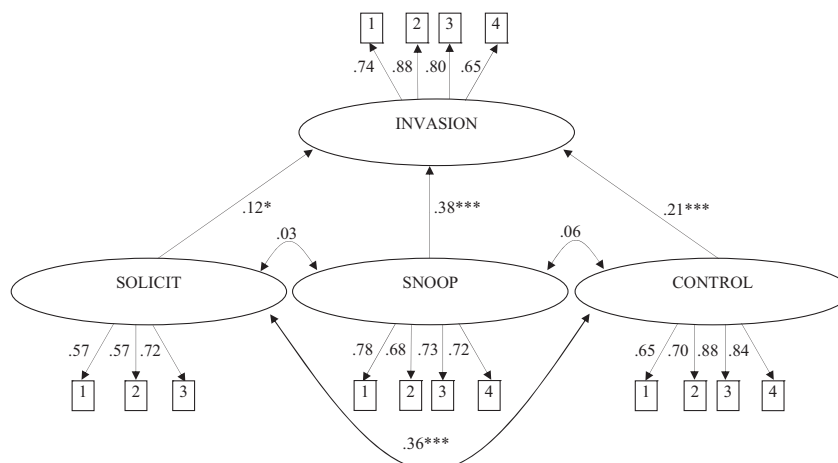 1 2 3 4
.74 .88 .80 .65
INVASION
.12* .38*** .21***
.03 .06
SOLICIT SNOOP CONTROL
.57 .57 .72 .78 .68 .73 .72 .65 .70 .88 .84
1 2 3 1 2 3 4 1 2 3 4
.36***